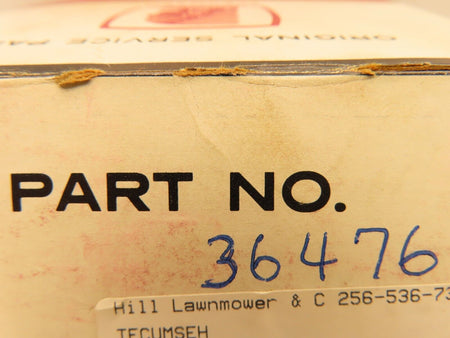 ORIGINAL SERVICE
PART NO.
36476
Hill Lawnmower & C 256-536-73
TECUMSEH